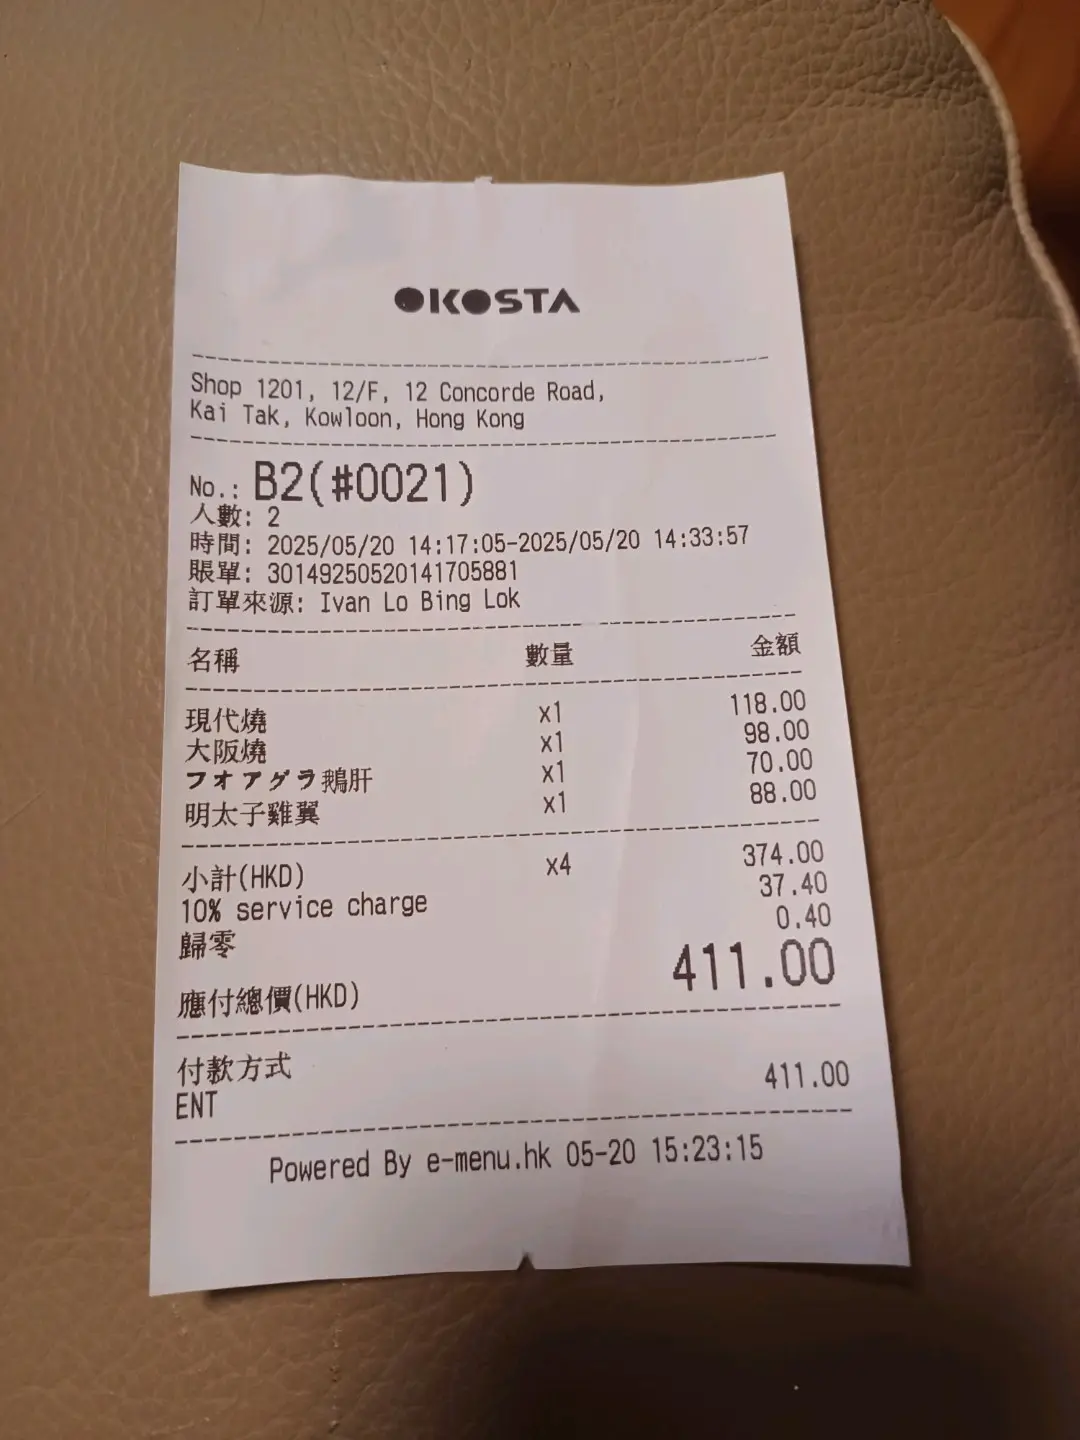 OKOSTA
Shop 1201, 12/F, 12 Concorde Road,
Kai Tak, Kowloon, Hong Kong
No.: B2(#0021)
人數: 2
時間: 2025/05/20 14:17:05-2025/05/20 14:33:57
賬單: 30149250520141705881
訂單來源: Ivan Lo Bing Lok
名稱 數量 金額
現代燒 x1 118.00
大阪燒 x1 98.00
フォアグラ鵝肝 x1 70.00
明太子雞翼 x1 88.00
小計(HKD) x4 374.00
10% service charge 37.40
歸零 0.40
應付總價(HKD) 411.00
付款方式
ENT 411.00
Powered By e-menu.hk 05-20 15:23:15